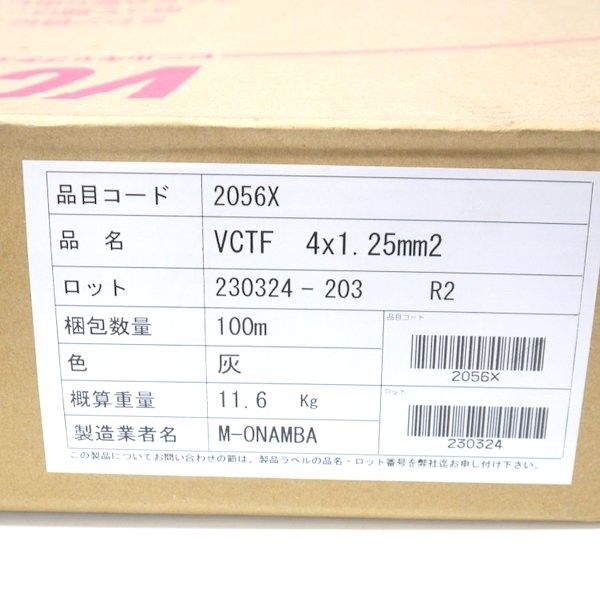 VC
品目コード 2056X
品 名 VCTF 4x1.25mm2
ロット 230324-203 R2
梱包数量 100m
品目コード
2056X
色 灰
ロット
概算重量 11.6 Kg
230324
製造業者名 M-ONAMBA
この製品についてお問い合わせの節は、製品ラベルの品名・ロット番号を弊社迄お申し付け下さい。